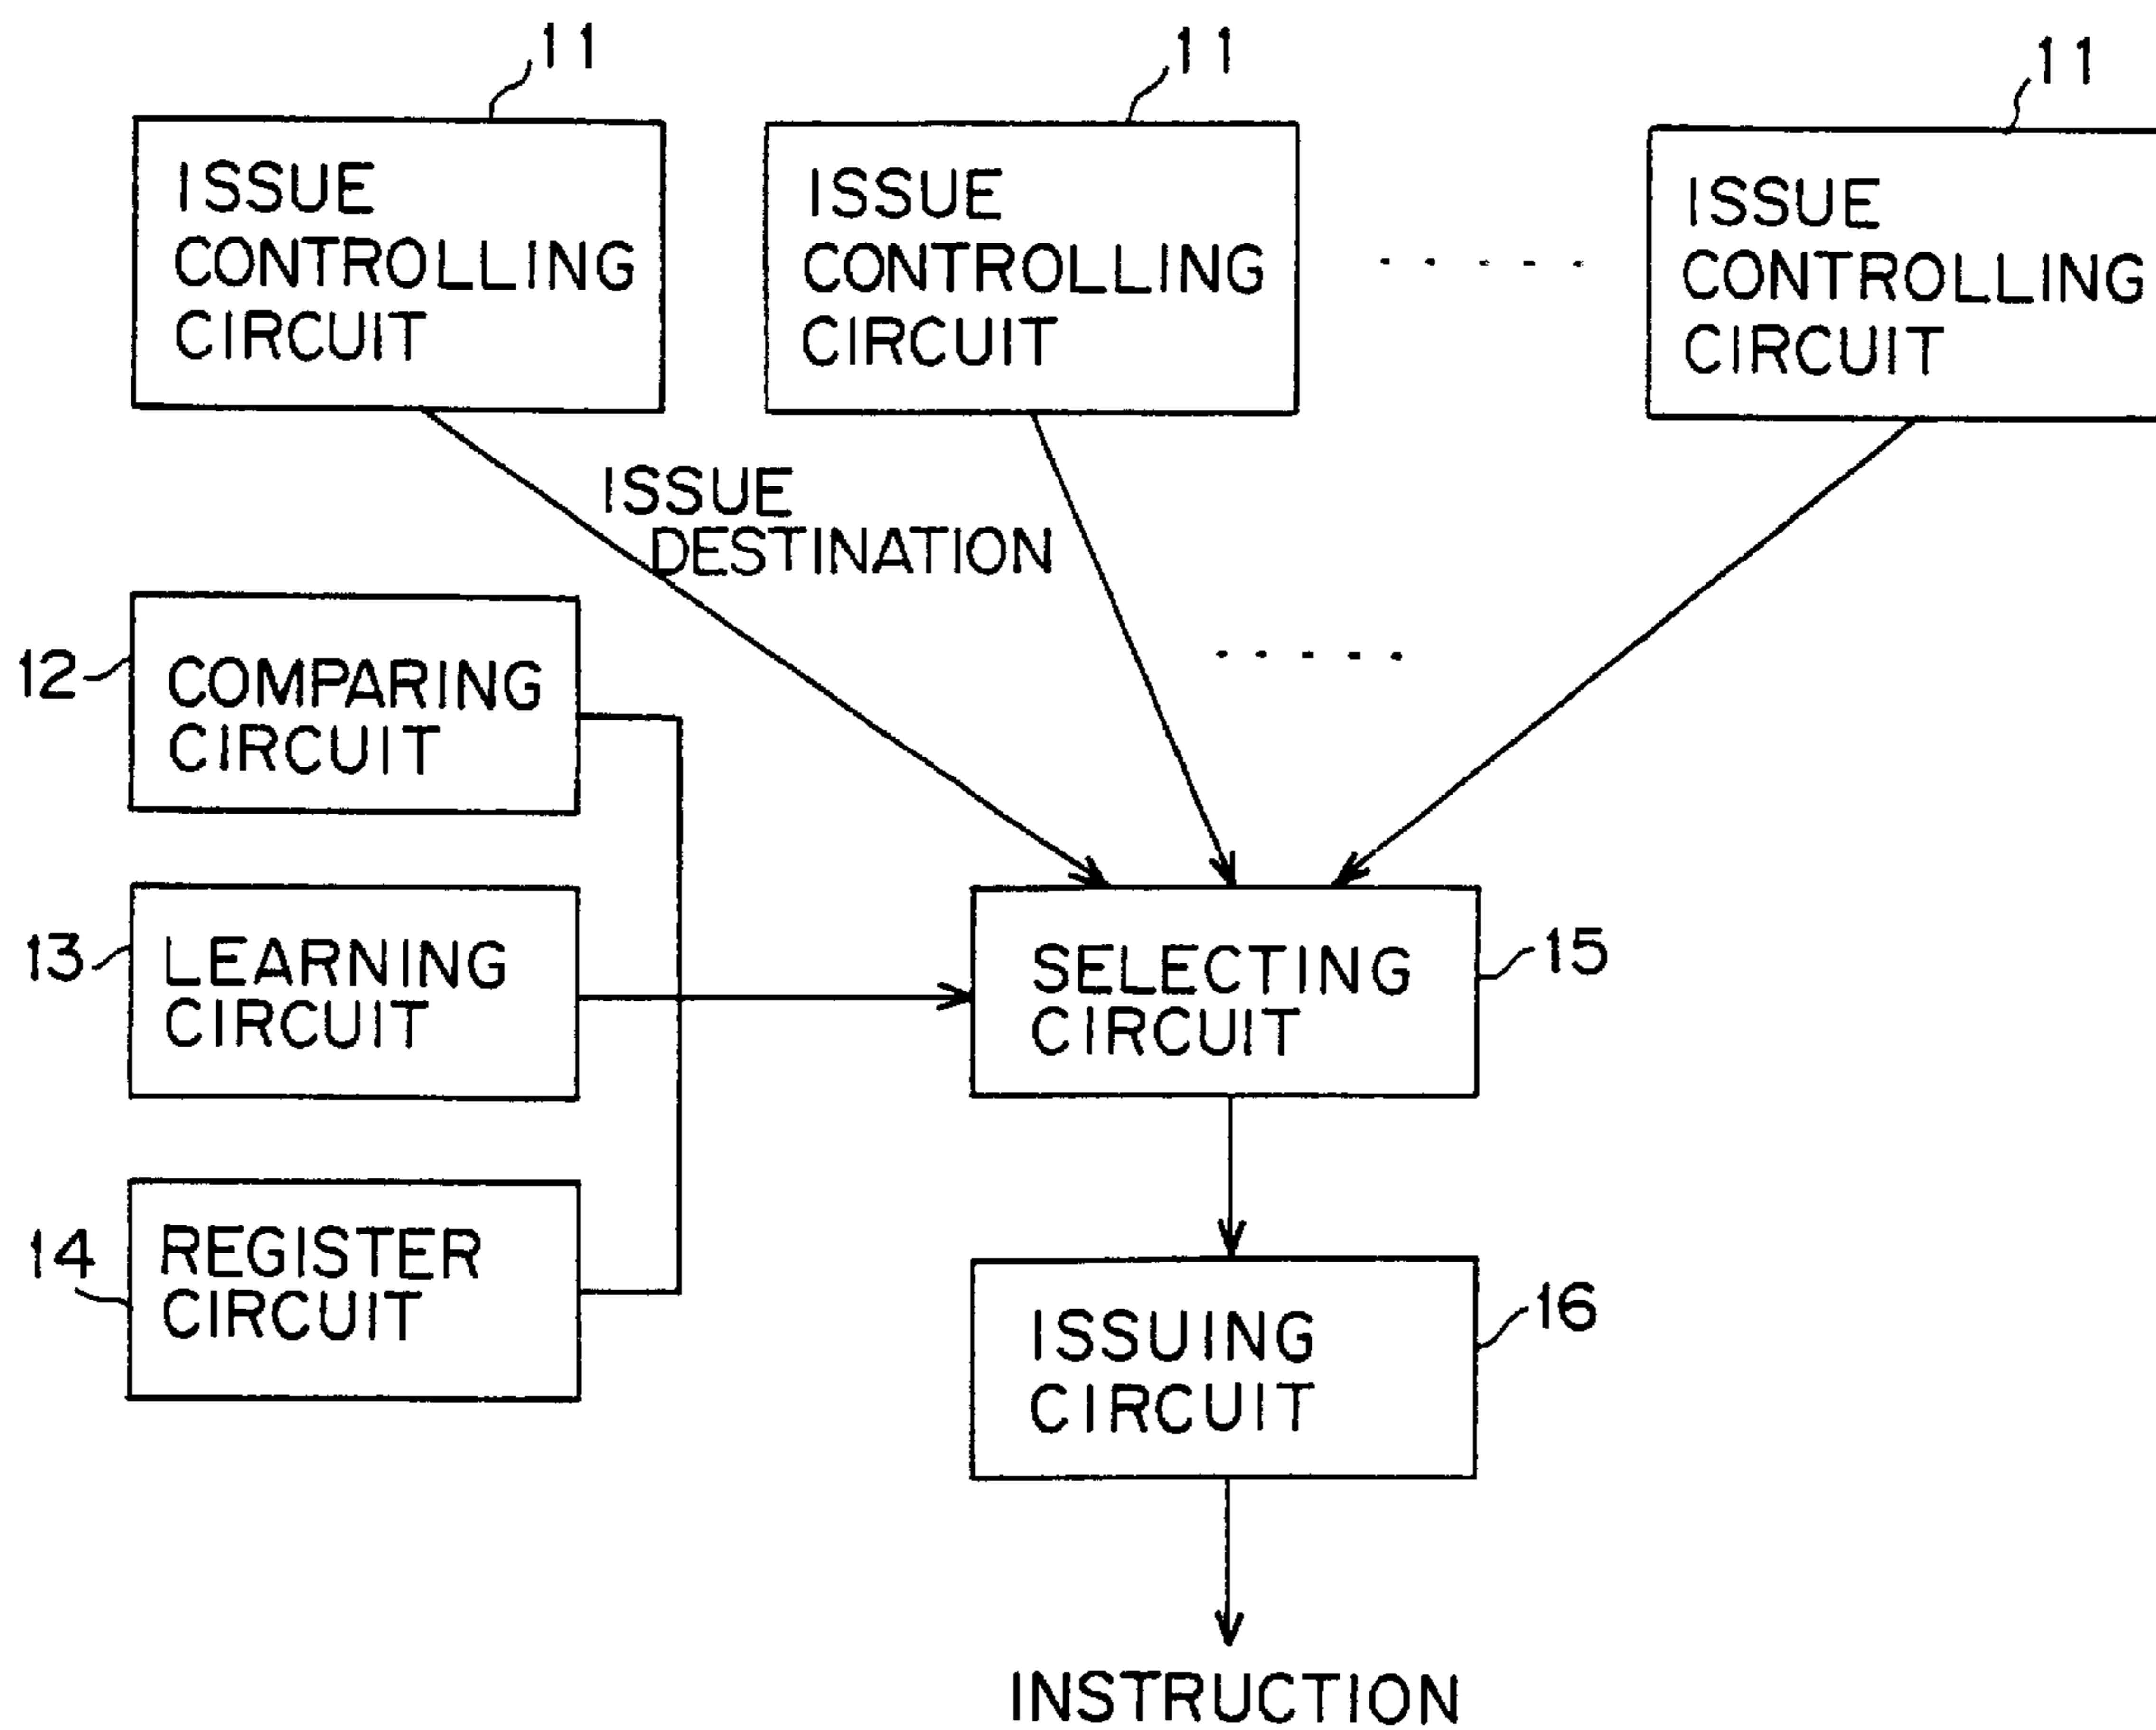 11
11
11
ISSUE
CONTROLLING
CIRCUIT
ISSUE
CONTROLLING
CIRCUIT
ISSUE
CONTROLLING
CIRCUIT
ISSUE
DESTINATION
12
COMPARING
CIRCUIT
13
LEARNING
CIRCUIT
SELECTING
CIRCUIT
15
14
REGISTER
CIRCUIT
ISSUING
CIRCUIT
16
INSTRUCTION